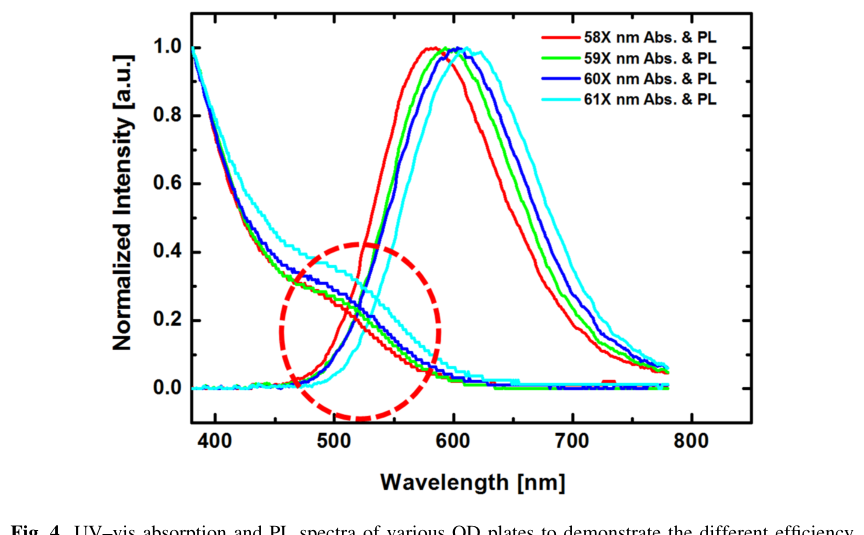 1.0
0.8
0.6
0.4
0.2
0.0
Normalized Intensity [a.u.]
58X nm Abs. & PL
59X nm Abs. & PL
60X nm Abs. & PL
61X nm Abs. & PL
400 500 600 700 800
Wavelength [nm]
Fig. 4 UV–vis absorption and PL spectra of various QD plates to demonstrate the different efficiency